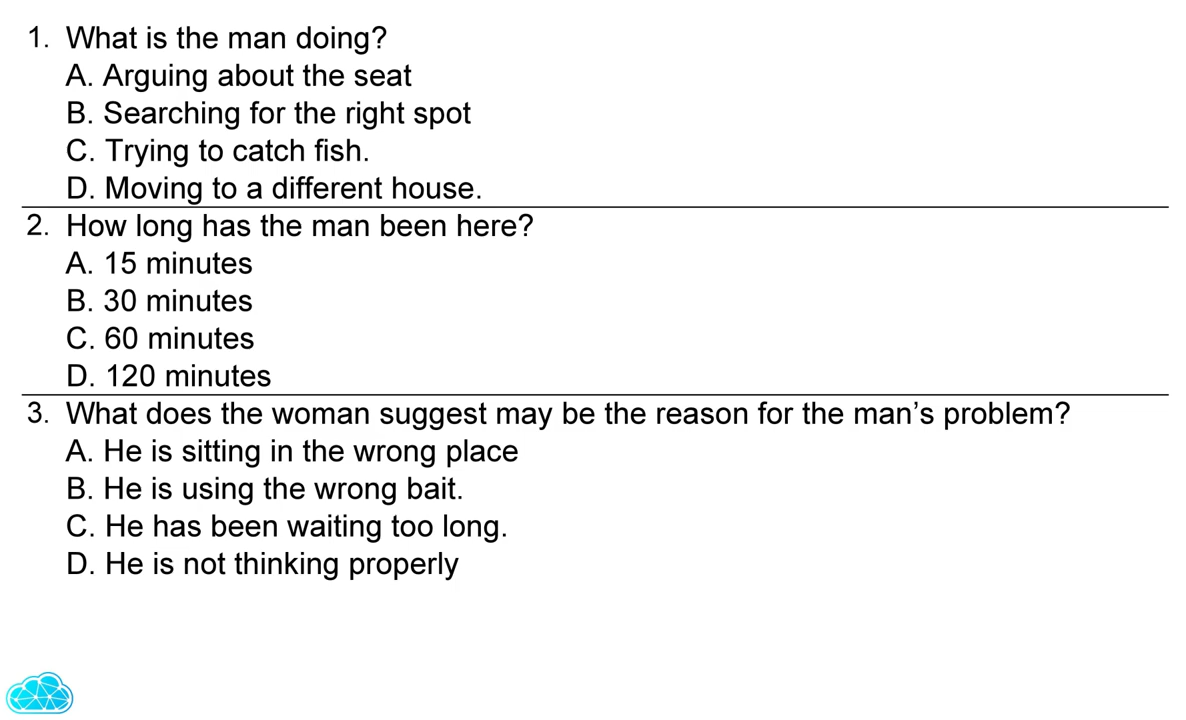 1. What is the man doing?
A. Arguing about the seat
B. Searching for the right spot
C. Trying to catch fish.
D. Moving to a different house.
2. How long has the man been here?
A. 15 minutes
B. 30 minutes
C. 60 minutes
D. 120 minutes
3. What does the woman suggest may be the reason for the man’s problem?
A. He is sitting in the wrong place
B. He is using the wrong bait.
C. He has been waiting too long.
D. He is not thinking properly